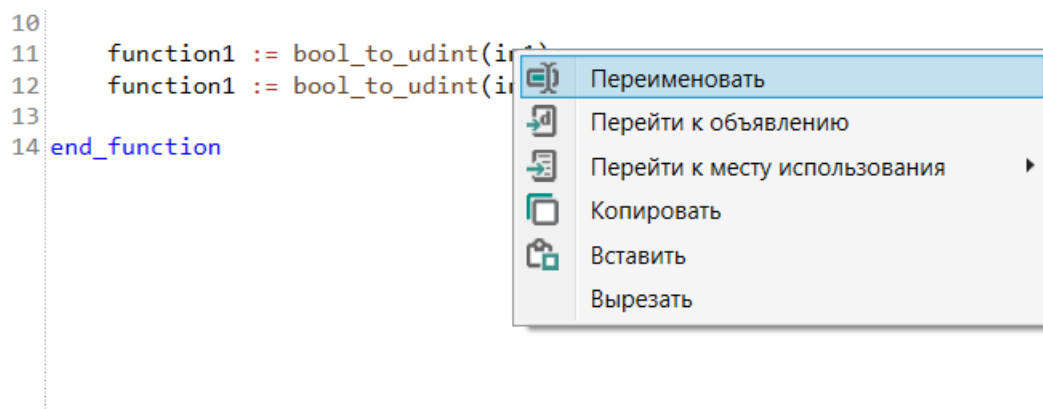 10
11 function1 := bool_to_udint(in1)
12 function1 := bool_to_udint(i
13
14 end_function
Переименовать
Перейти к объявлению
Перейти к месту использования
Копировать
Вставить
Вырезать